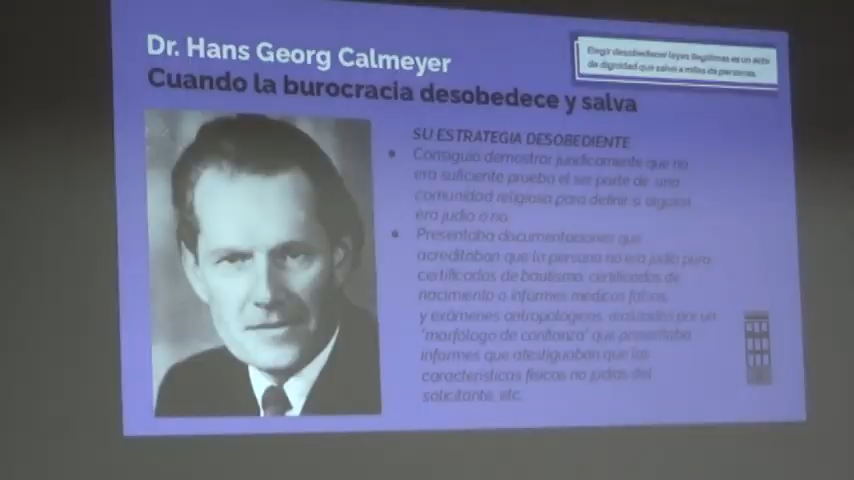 Dr. Hans Georg Calmeyer
Cuando la burocracia desobedece y salva
Elegir desobedecer leyes ilegítimas es un acto
de dignidad que salvó a miles de personas.
SU ESTRATEGIA DESOBEDIENTE
Consiguió demostrar jurídicamente que no
era suficiente prueba el ser parte de una
comunidad religiosa para definir si alguien
era judío o no.
Presentaba documentaciones que
acreditaban que la persona no era judía pura:
certificados de bautismo, certificados de
nacimiento o informes médicos falsos,
y exámenes antropológicos, realizados por un
"morfólogo de confianza" que presentaba
informes que atestiguaban que las
características físicas no judías del
solicitante, etc.